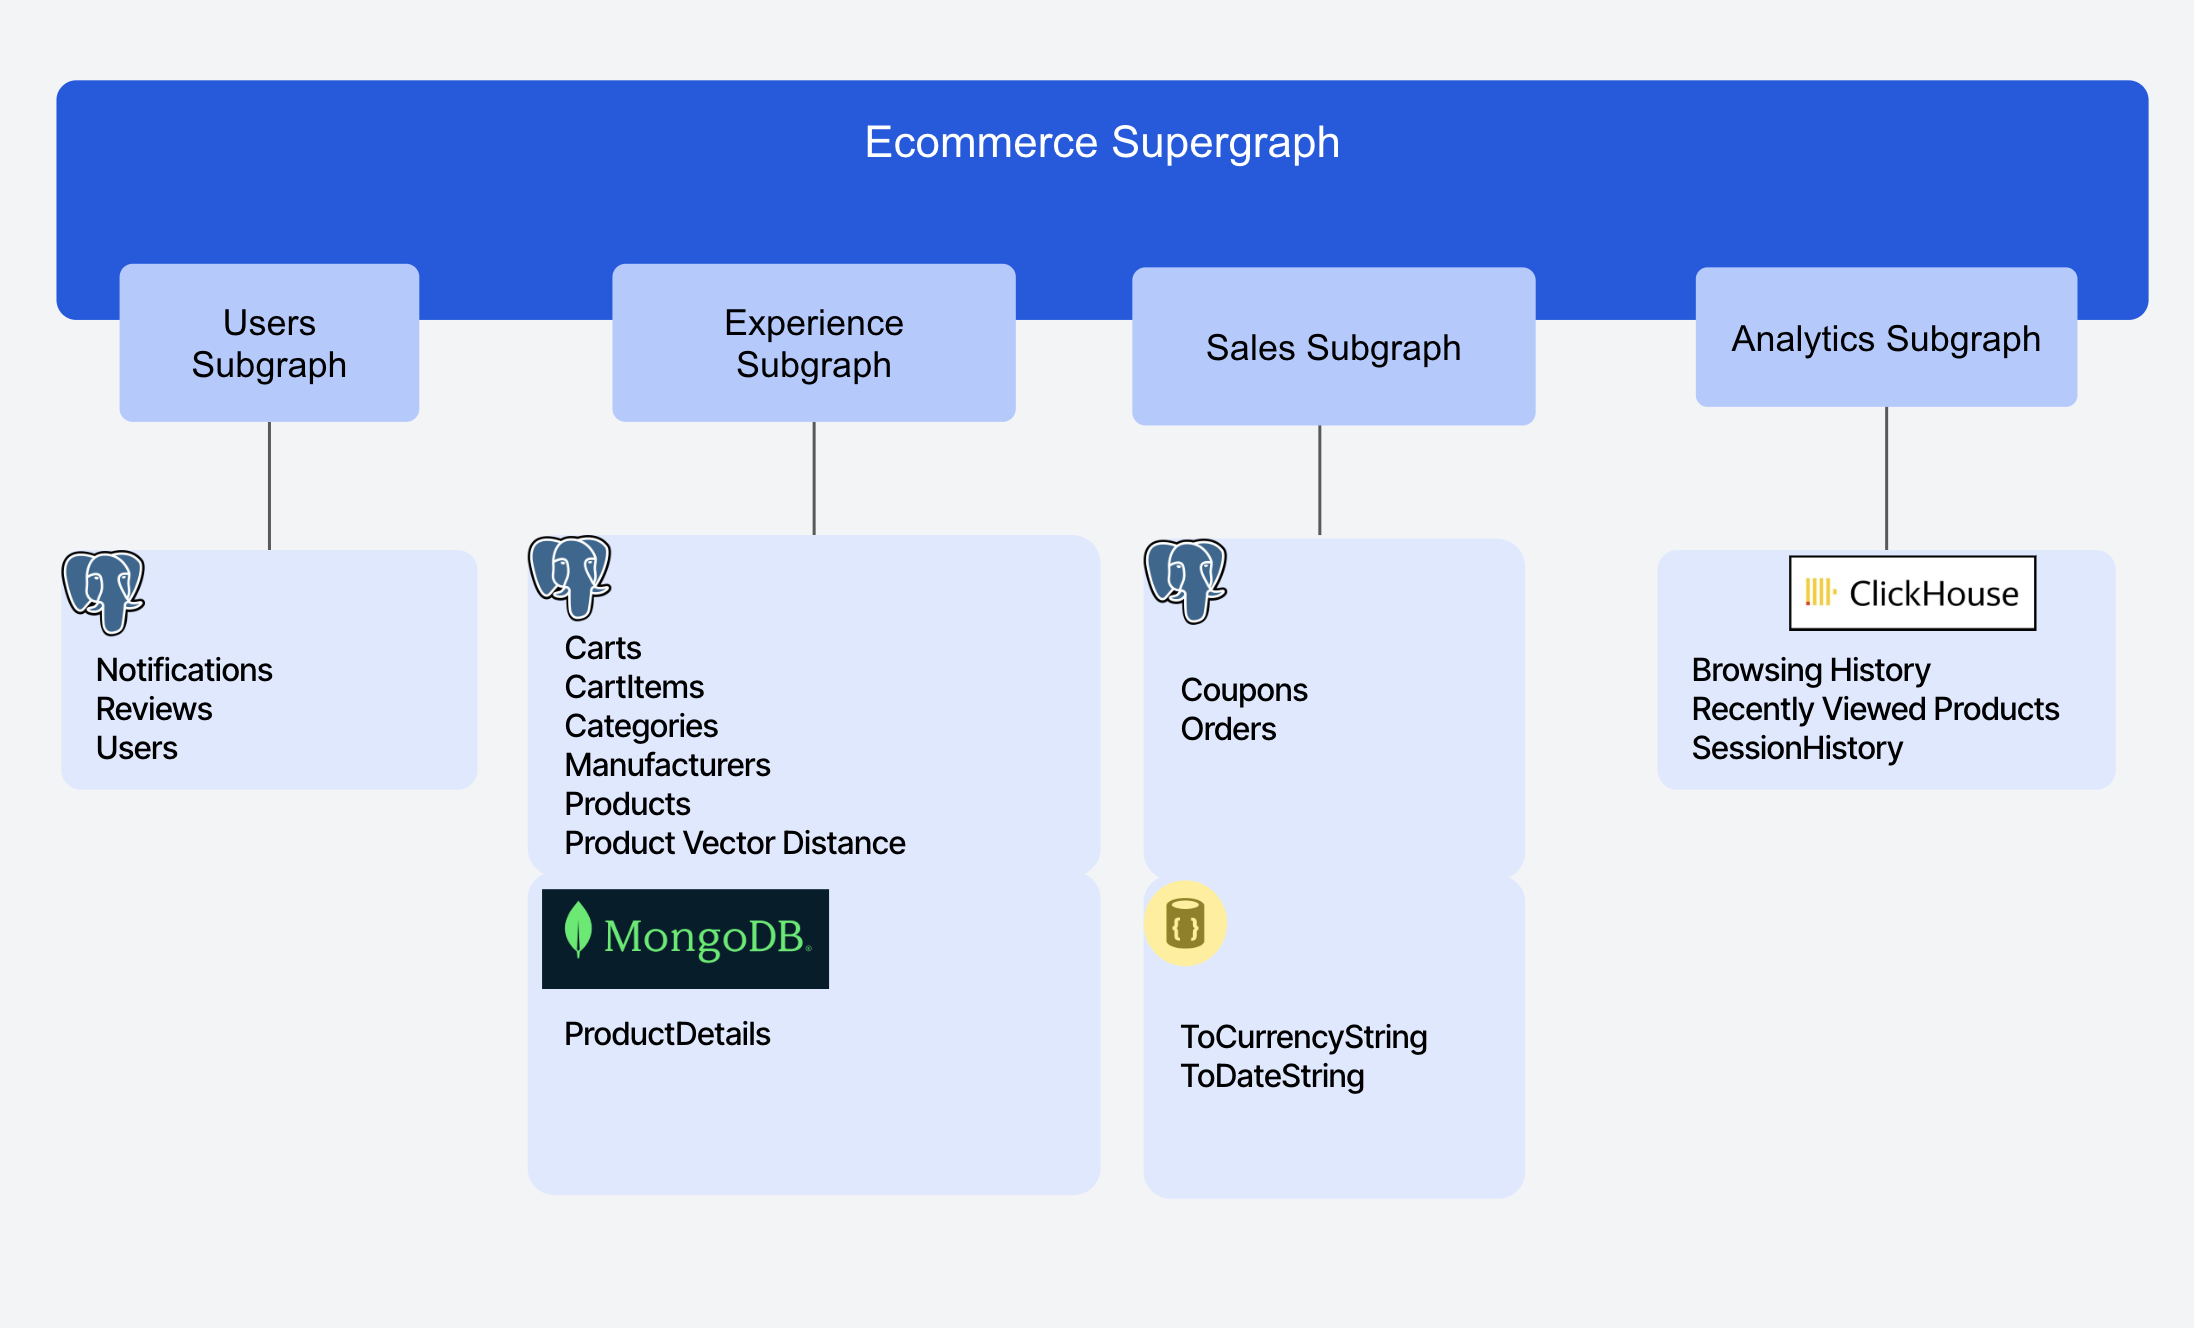 Ecommerce Supergraph
Users
Subgraph
Experience
Subgraph
Sales Subgraph
Analytics Subgraph
Notifications
Reviews
Users
Carts
CartItems
Categories
Manufacturers
Products
Product Vector Distance
MongoDB®
ProductDetails
Coupons
Orders
{}
ToCurrencyString
ToDateString
ClickHouse
Browsing History
Recently Viewed Products
SessionHistory